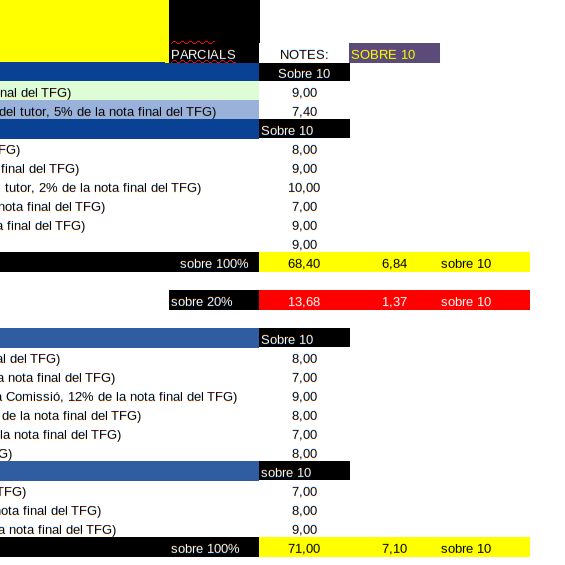 PARCIALS NOTES: SOBRE 10
Sobre 10
nal del TFG) 9,00
del tutor, 5% de la nota final del TFG) 7,40
Sobre 10
TFG) 8,00
final del TFG) 9,00
tutor, 2% de la nota final del TFG) 10,00
nota final del TFG) 7,00
a final del TFG) 9,00
9,00
sobre 100% 68,40 6,84 sobre 10
sobre 20% 13,68 1,37 sobre 10
Sobre 10
al del TFG) 8,00
a nota final del TFG) 7,00
a Comissió, 12% de la nota final del TFG) 9,00
de la nota final del TFG) 8,00
la nota final del TFG) 7,00
G) 8,00
sobre 10
TFG) 7,00
nota final del TFG) 8,00
a nota final del TFG) 9,00
sobre 100% 71,00 7,10 sobre 10